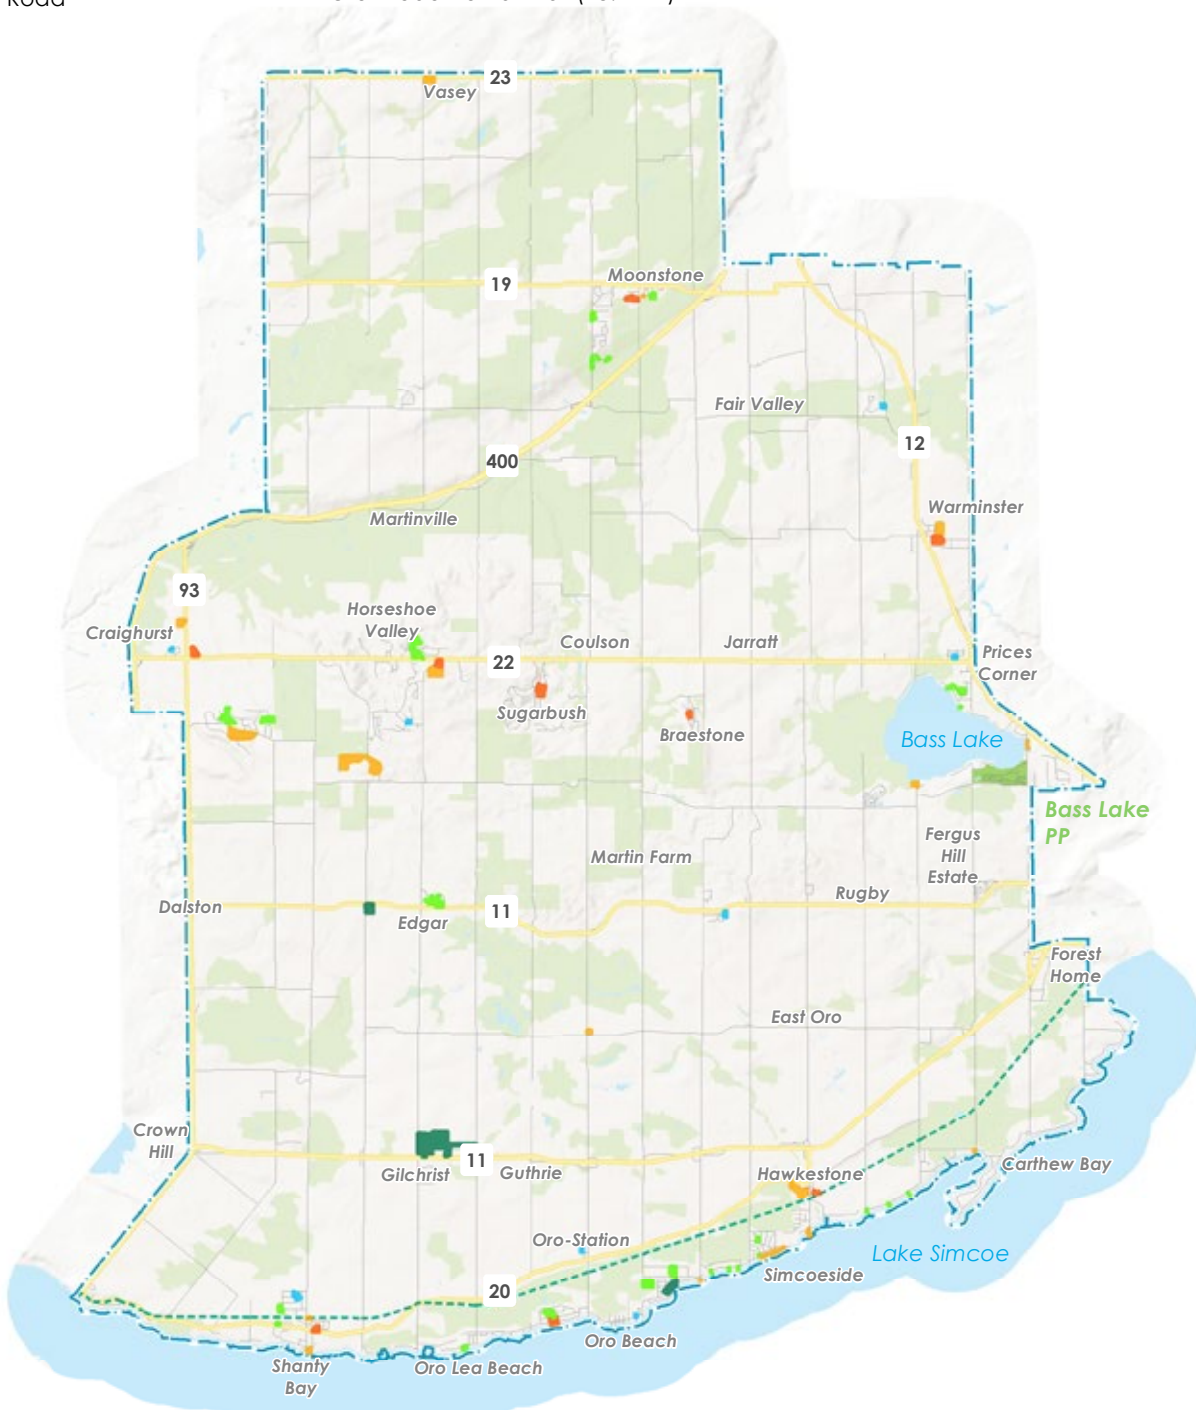 Road
23
Vasey
19
Moonstone
Fair Valley
12
400
Warminster
Martinville
93
Horseshoe
Valley
Craighurst
Coulson
Jarratt
Prices
Corner
22
Sugarbush
Braestone
Bass Lake
Bass Lake
PP
Fergus
Hill
Estate
Martin Farm
Rugby
Dalston
11
Edgar
Forest
Home
East Oro
Crown
Hill
11
Gilchrist
Guthrie
Hawkestone
Carthew Bay
Oro-Station
Lake Simcoe
Simcoeside
20
Oro Beach
Shanty
Bay
Oro Lea Beach